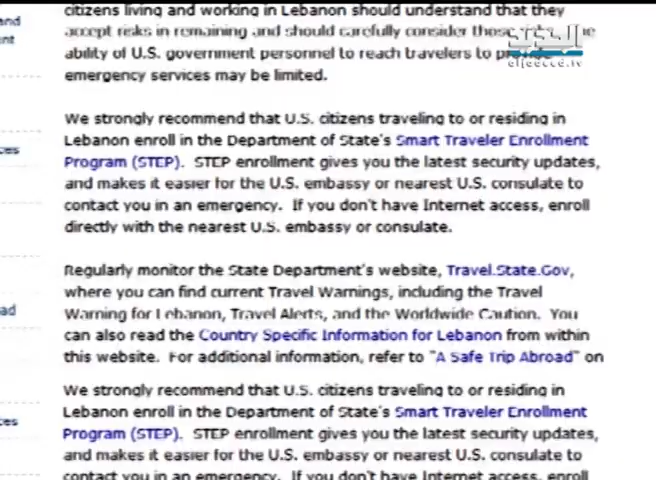 citizens living and working in Lebanon should understand that they
accept risks in remaining and should carefully consider those
ability of U.S. government personnel to reach travelers to provide
emergency services may be limited.
We strongly recommend that U.S. citizens traveling to or residing in
Lebanon enroll in the Department of State's Smart Traveler Enrollment
Program (STEP). STEP enrollment gives you the latest security updates,
and makes it easier for the U.S. embassy or nearest U.S. consulate to
contact you in an emergency. If you don't have Internet access, enroll
directly with the nearest U.S. embassy or consulate.
Regularly monitor the State Department's website, Travel.State.Gov,
where you can find current Travel Warnings, including the Travel
Warning for Lebanon, Travel Alerts, and the Worldwide Caution. You
can also read the Country Specific Information for Lebanon from within
this website. For additional information, refer to "A Safe Trip Abroad" on
We strongly recommend that U.S. citizens traveling to or residing in
Lebanon enroll in the Department of State's Smart Traveler Enrollment
Program (STEP). STEP enrollment gives you the latest security updates,
and makes it easier for the U.S. embassy or nearest U.S. consulate to
contact you in an emergency. If you don't have Internet access, enroll
الجديد
aljadeed.tv
and
nt
ces
ad
ces